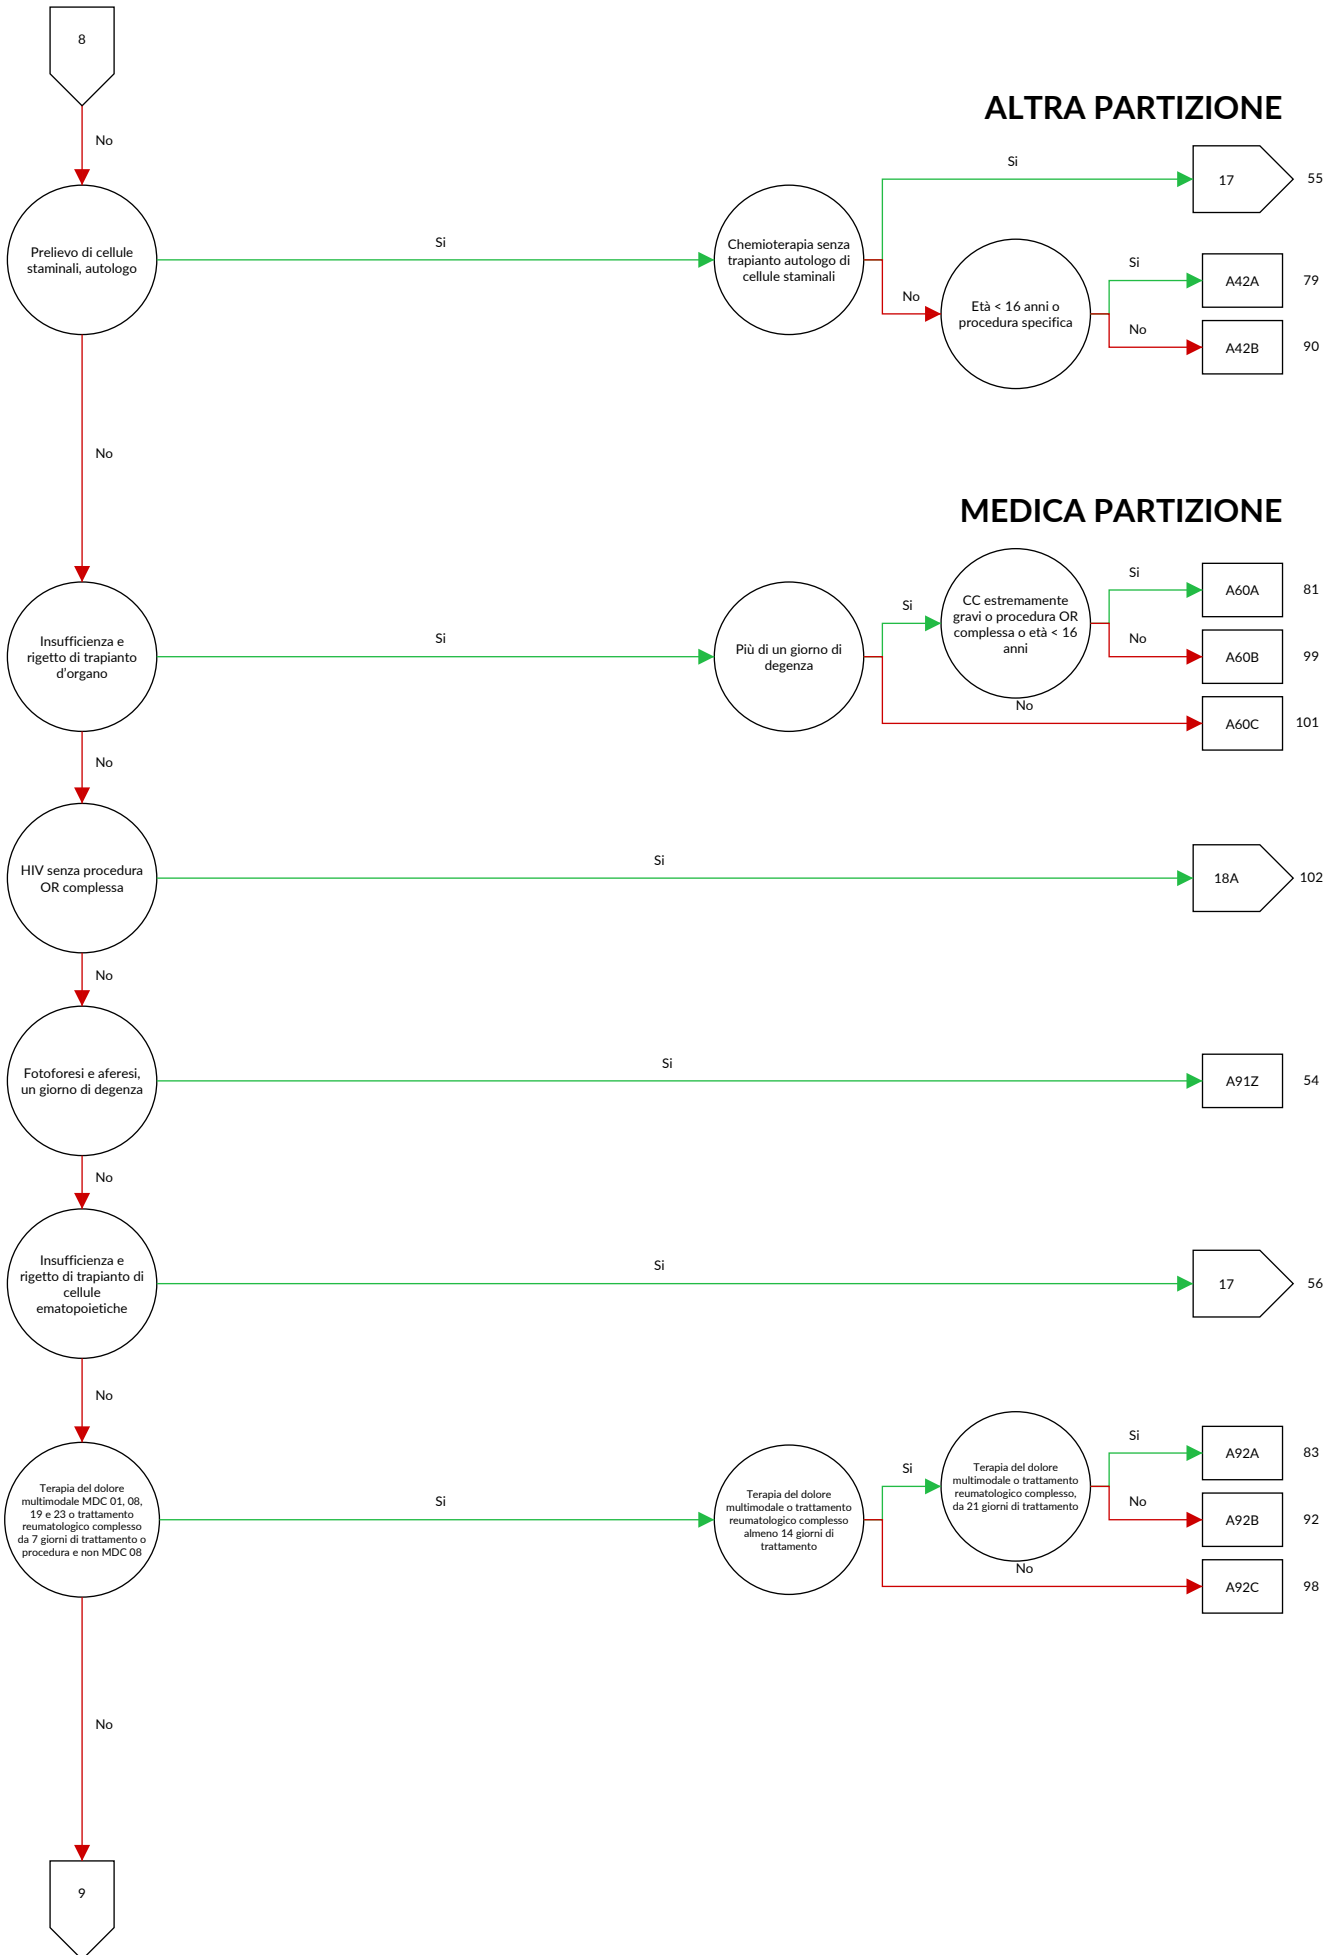 8
No
ALTRA PARTIZIONE
Prelievo di cellule
staminali, autologo
Si
Chemioterapia senza
trapianto autologo di
cellule staminali
Si
17
55
No
Età < 16 anni o
procedura specifica
Si
A42A
79
No
A42B
90
No
MEDICA PARTIZIONE
Insufficienza e
rigetto di trapianto
d'organo
Si
Più di un giorno di
degenza
Si
CC estremamente
gravi o procedura OR
complessa o età < 16
anni
Si
A60A
81
No
A60B
99
No
A60C
101
No
HIV senza procedura
OR complessa
Si
18A
102
No
Fotoforesi e aferesi,
un giorno di degenza
Si
A91Z
54
No
Insufficienza e
rigetto di trapianto di
cellule
ematopoietiche
Si
17
56
No
Terapia del dolore
multimodale MDC 01, 08,
19 e 23 o trattamento
reumatologico complesso
da 7 giorni di trattamento o
procedura e non MDC 08
Si
Terapia del dolore
multimodale o trattamento
reumatologico complesso
almeno 14 giorni di
trattamento
Si
Terapia del dolore
multimodale o trattamento
reumatologico complesso,
da 21 giorni di trattamento
Si
A92A
83
No
A92B
92
No
A92C
98
No
9